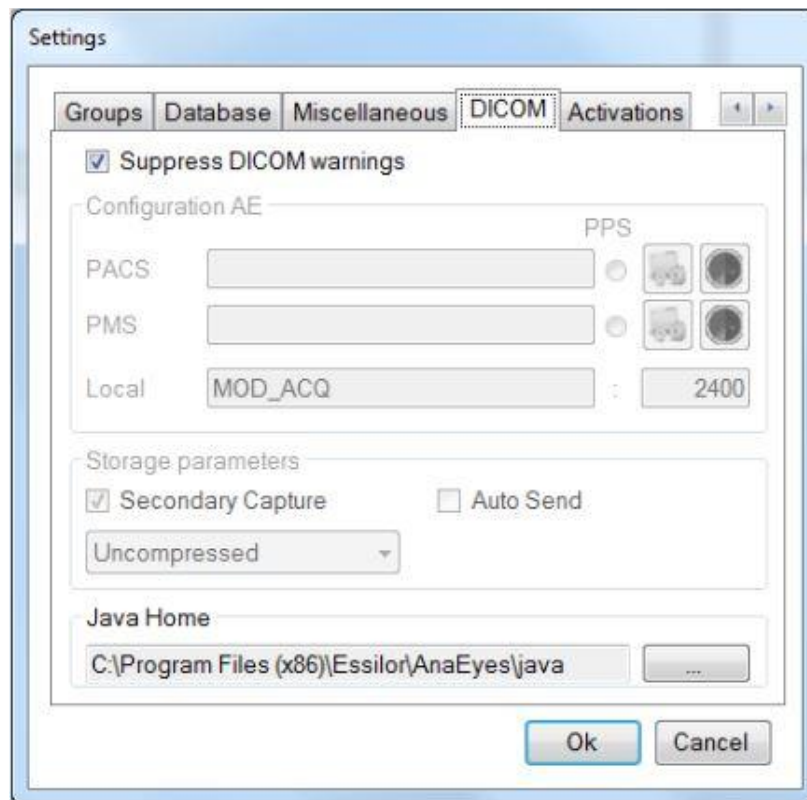 Settings
Groups Database Miscellaneous DICOM Activations
Suppress DICOM warnings
Configuration AE
PPS
PACS
PMS
Local MOD_ACQ : 2400
Storage parameters
Secondary Capture Auto Send
Uncompressed
Java Home
C:\Program Files (x86)\Essilor\AnaEyes\java ...
Ok Cancel